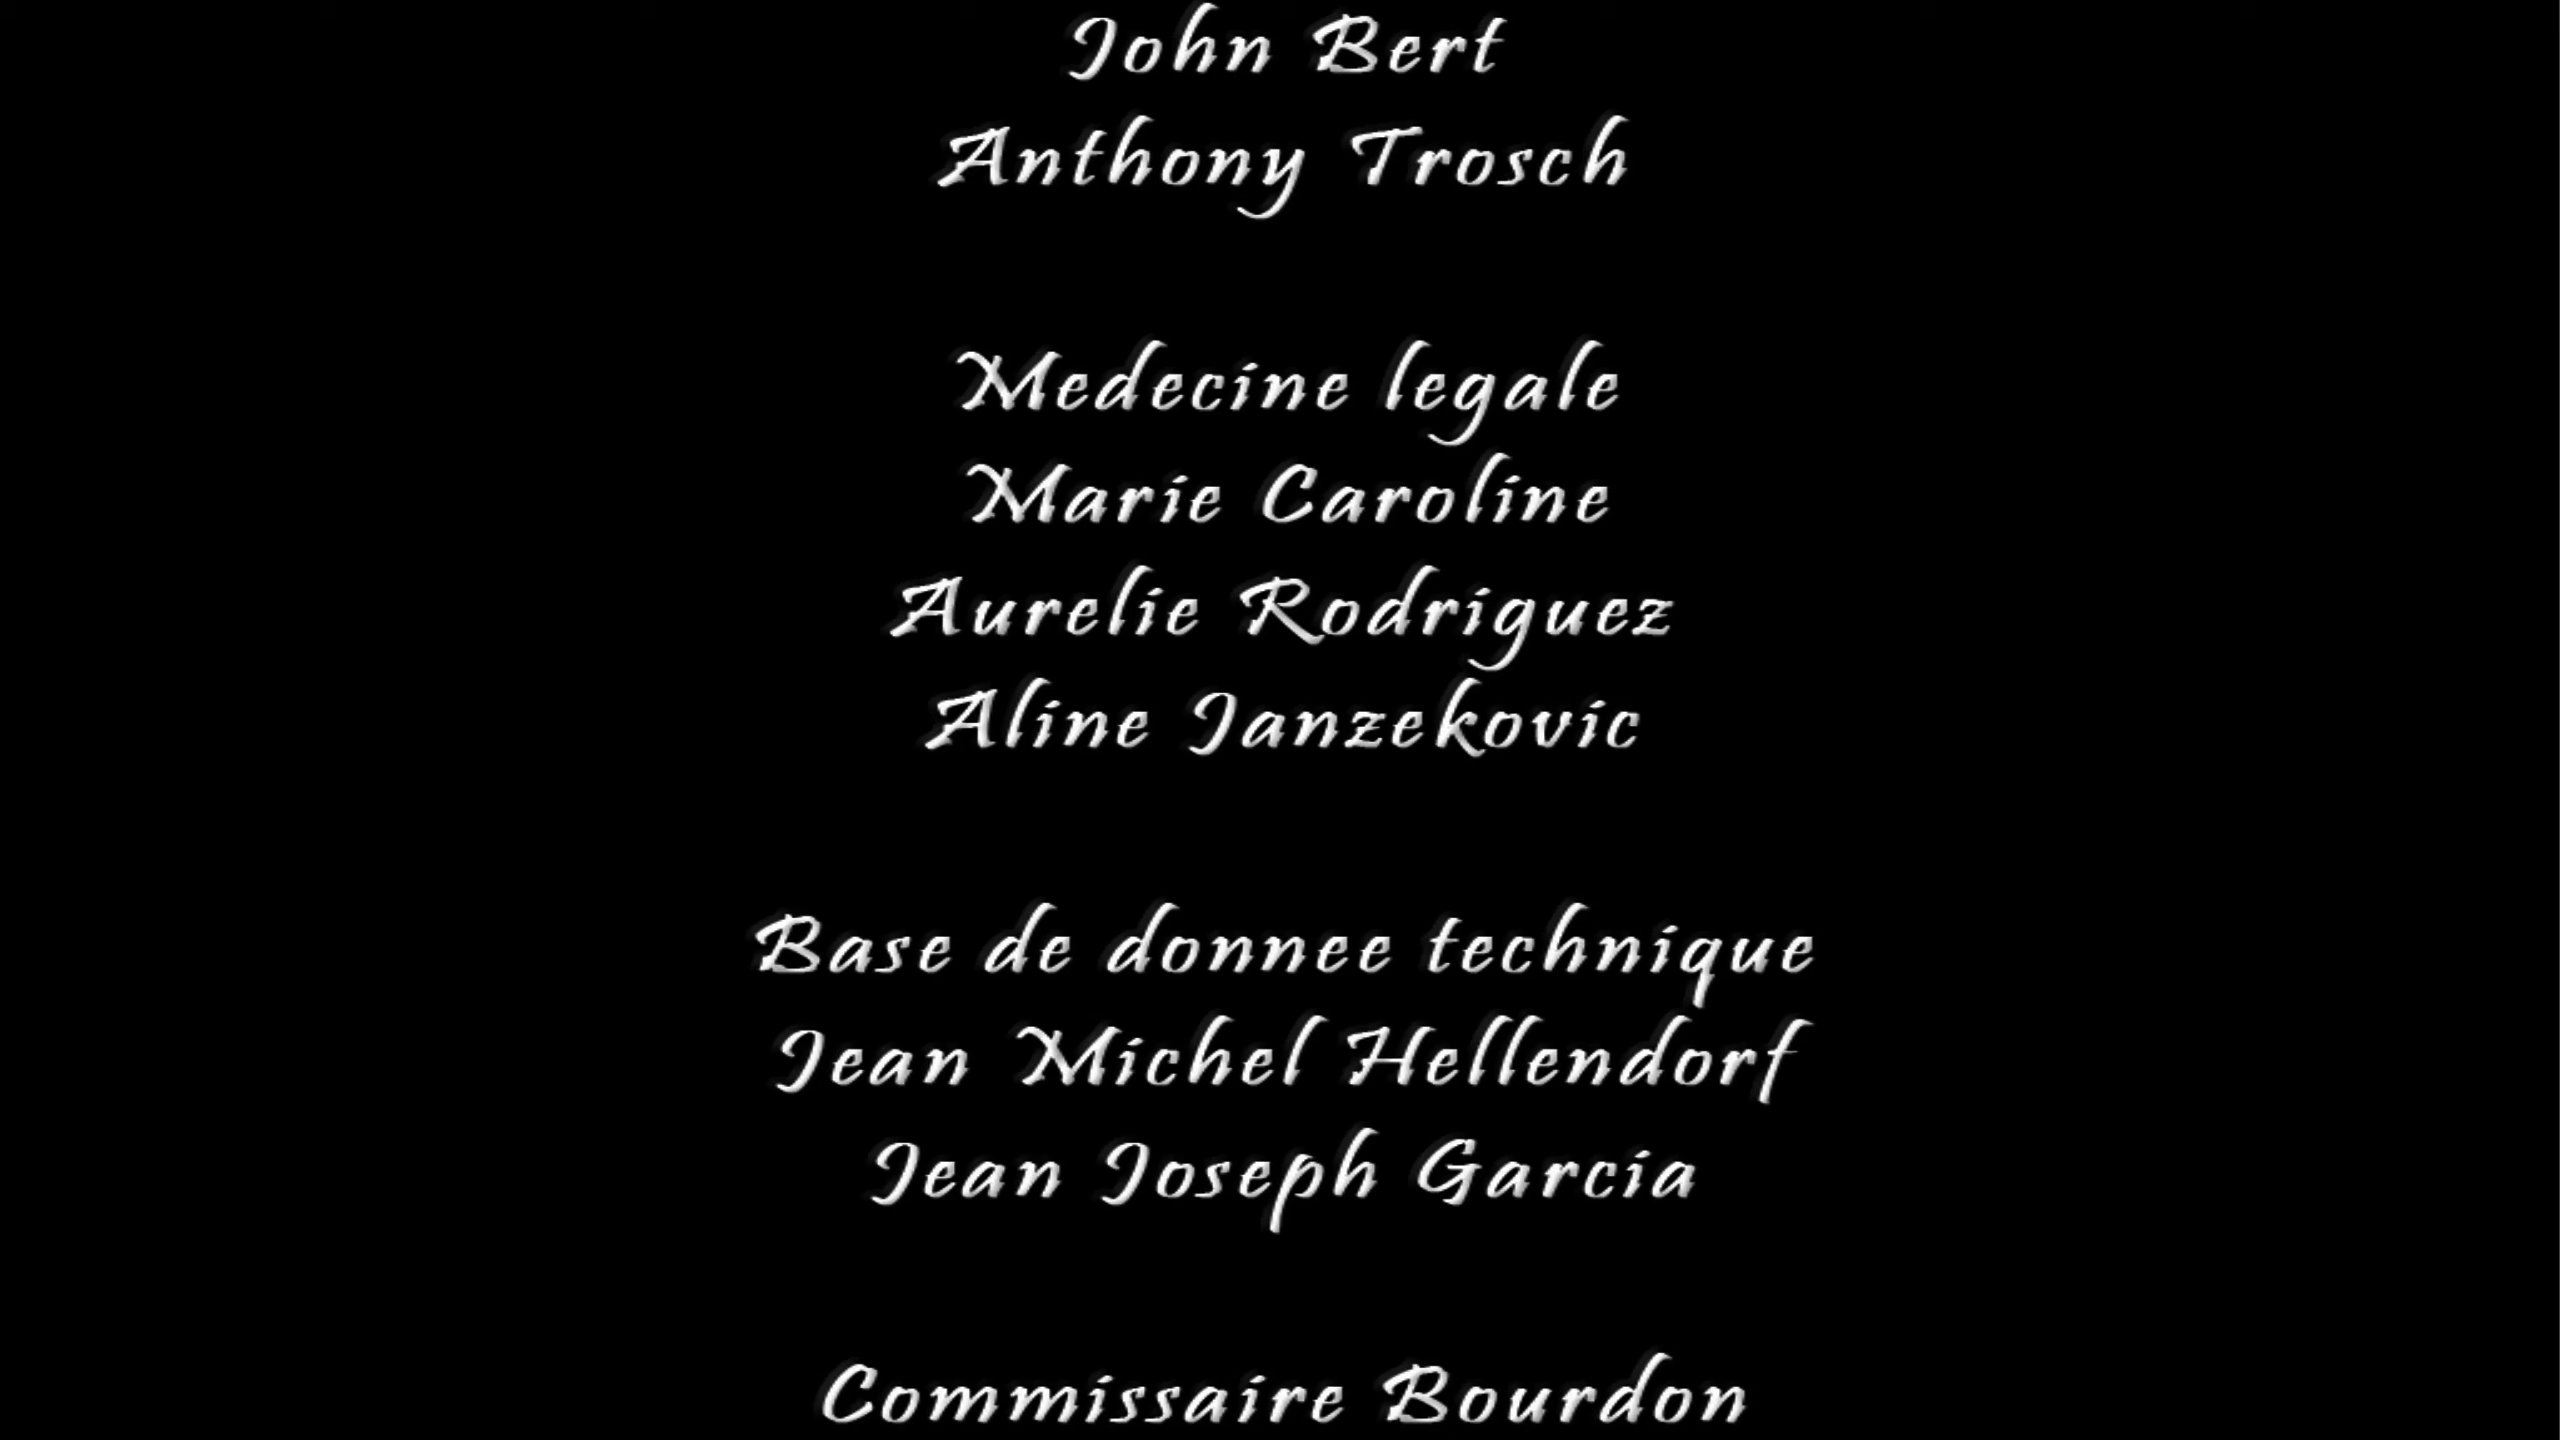 John Bert
Anthony Trosch
Medecine legale
Marie Caroline
Aurelie Rodriguez
Aline Janzekovic
Base de donnee technique
Jean Michel Hellendorf
Jean Joseph Garcia
Commissaire Bourdon